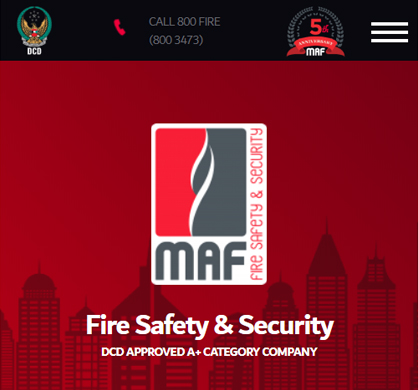 DCD
CALL 800 FIRE
(800 3473)
5th
ANNIVERSARY
MAF
MAF
FIRE SAFETY & SECURITY
Fire Safety & Security
DCD APPROVED A+ CATEGORY COMPANY